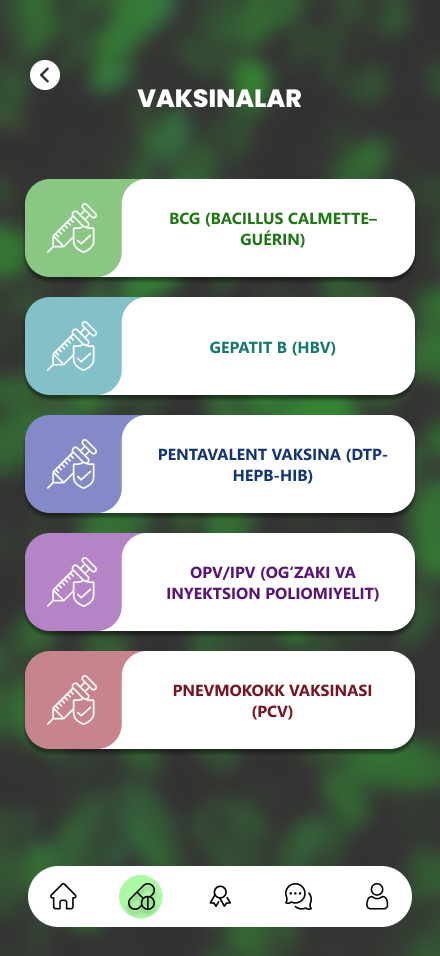 VAKSINALAR
BCG (BACILLUS CALMETTE–
GUÉRIN)
GEPATIT B (HBV)
PENTAVALENT VAKSINA (DTP-
HEPB-HIB)
OPV/IPV (OG‘ZAKI VA
INYEKTSION POLIOMIYELIT)
PNEVMOKOKK VAKSINASI
(PCV)